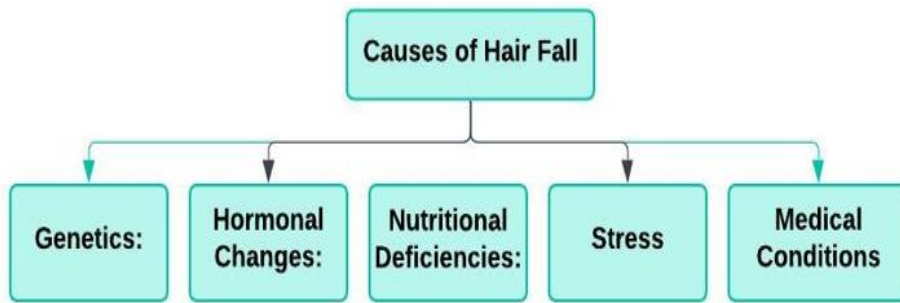 Causes of Hair Fall
Genetics:
Hormonal
Changes:
Nutritional
Deficiencies:
Stress
Medical
Conditions